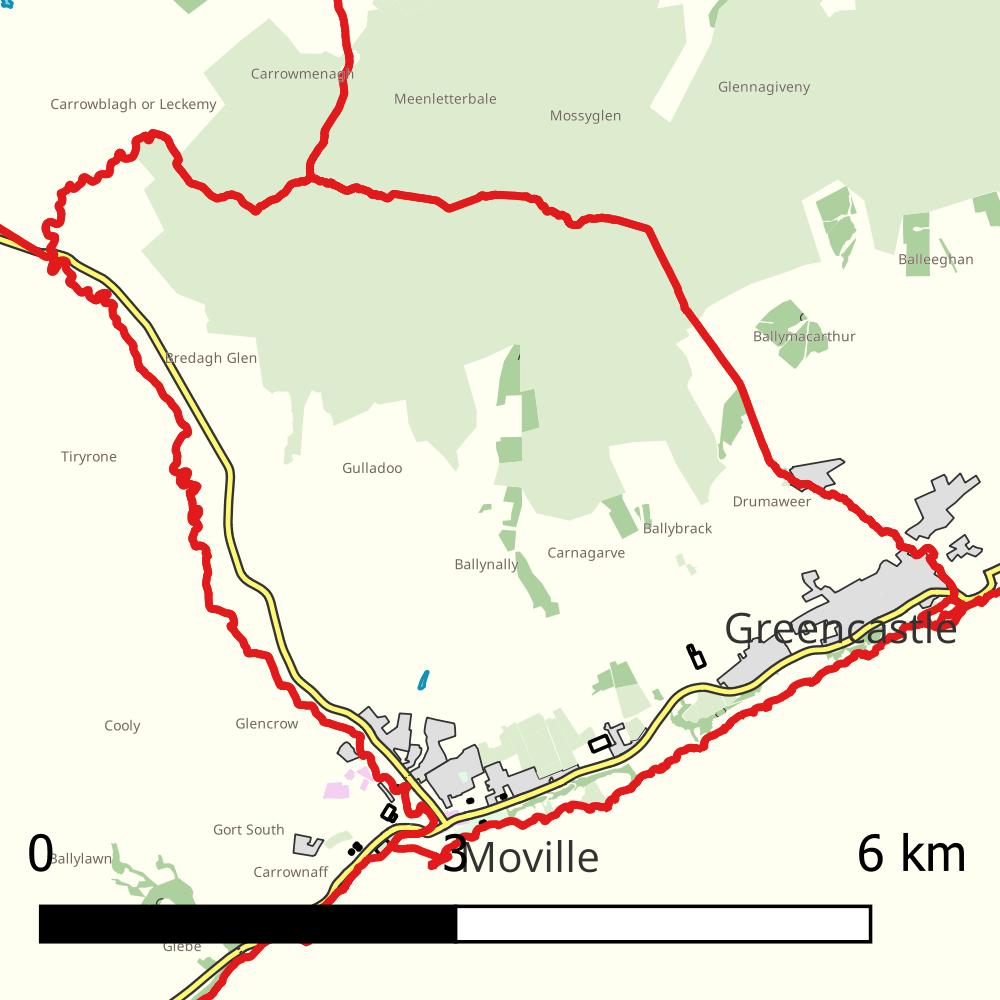 Carrowmenagh
Glennagiveny
Meenletterbale
Carrowblagh or Leckemy
Mossyglen
Balleeghan
Ballymacarthur
Bredagh Glen
Tiryrone
Gulladoo
Drumaweer
Ballybrack
Carnagarve
Ballynally
Greencastle
Cooly
Glencrow
Gort South
0
3
6 km
Ballylawn
Moville
Carrownaff
Glebe